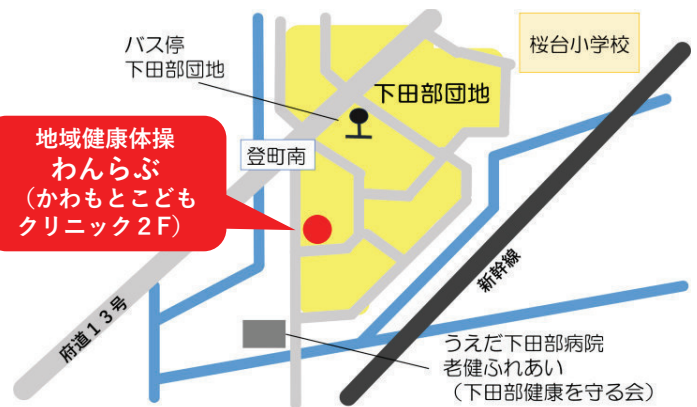 バス停
下田部団地
桜台小学校
下田部団地
地域健康体操
わんらぶ
（かわもとこども
クリニック２F）
登町南
新幹線
府道１３号
うえだ下田部病院
老健ふれあい
（下田部健康を守る会）